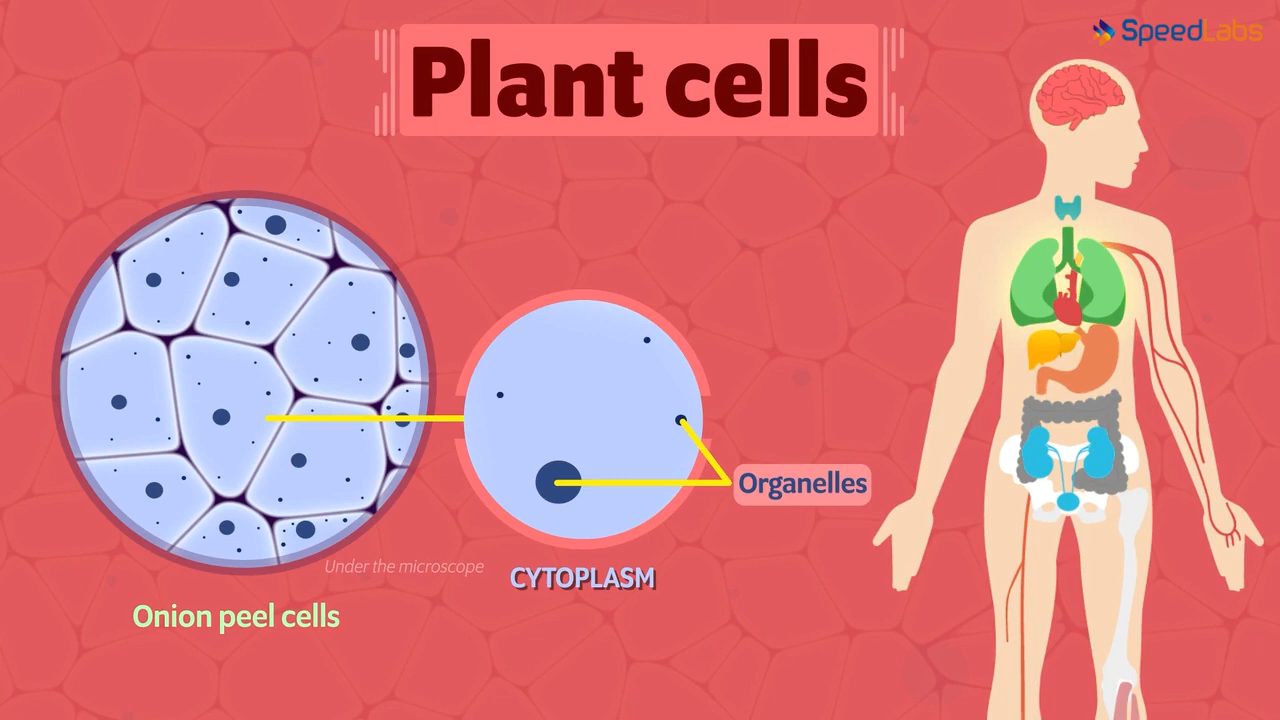 SpeedLabs
Plant cells
Organelles
Under the microscope
CYTOPLASM
Onion peel cells